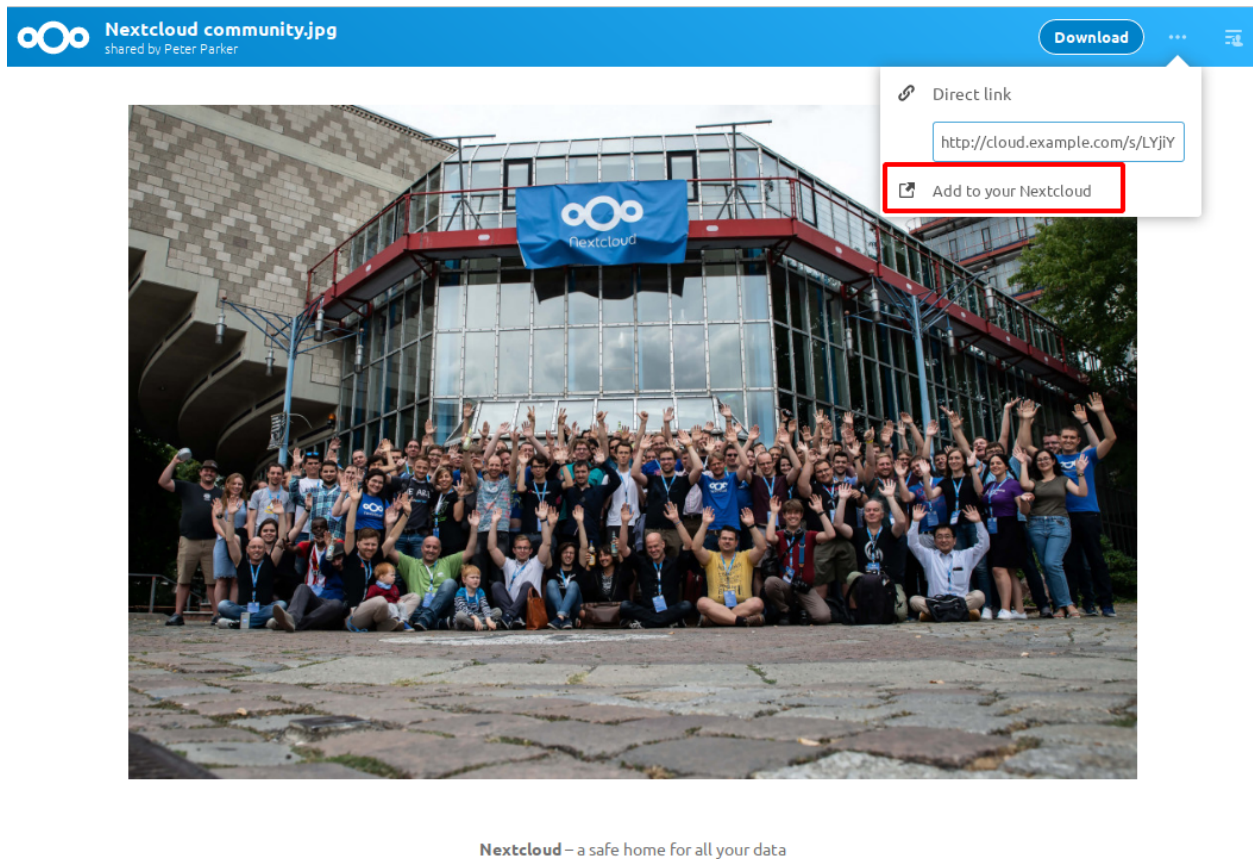 Nextcloud community.jpg
shared by Peter Parker
Download
Direct link
http://cloud.example.com/s/LYjiY
Add to your Nextcloud
Nextcloud
Nextcloud – a safe home for all your data